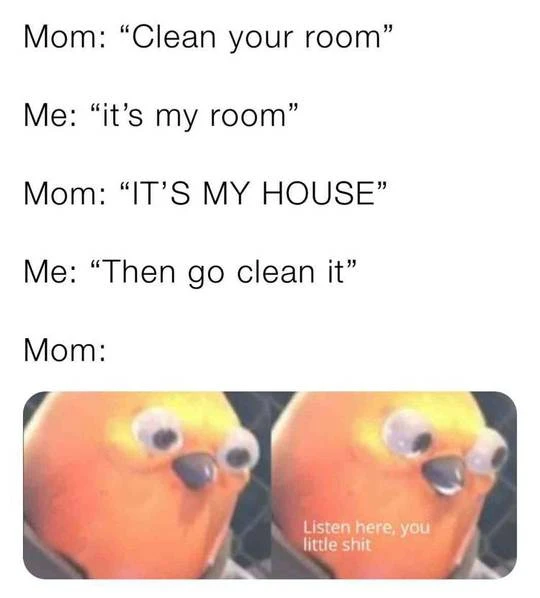 Mom: “Clean your room”
Me: “it’s my room”
Mom: “IT’S MY HOUSE”
Me: “Then go clean it”
Mom:
Listen here, you
little shit